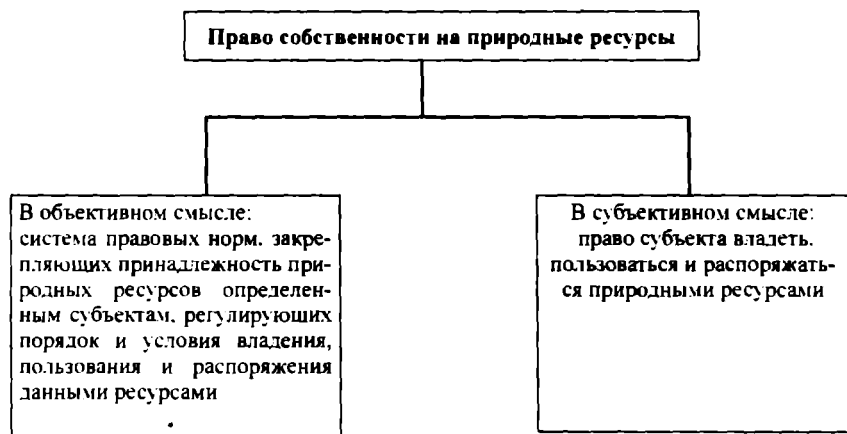 Право собственности на природные ресурсы
В объективном смысле:
система правовых норм, закре-
пляющих принадлежность при-
родных ресурсов определен-
ным субъектам, регулирующих
порядок и условия владения,
пользования и распоряжения
данными ресурсами
В субъективном смысле:
право субъекта владеть,
пользоваться и распоряжать-
ся природными ресурсами